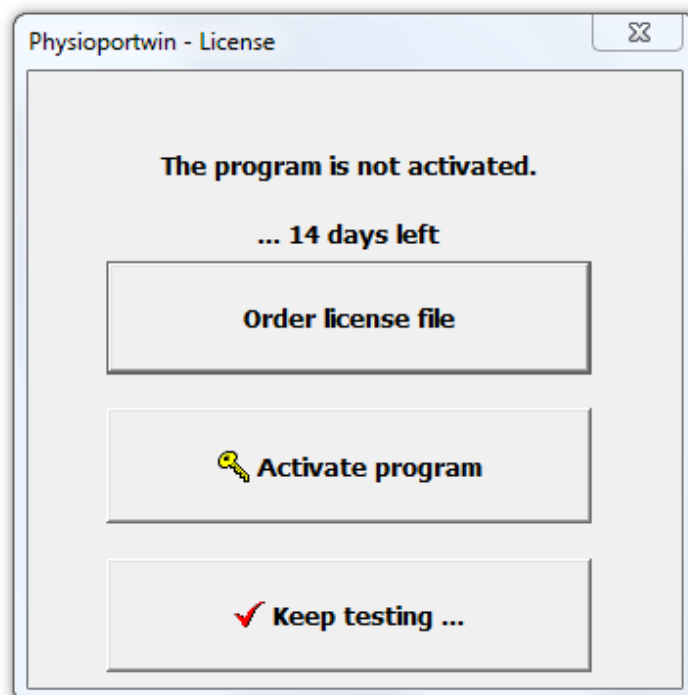 Physioportwin - License
The program is not activated.
... 14 days left
Order license file
Activate program
Keep testing ...